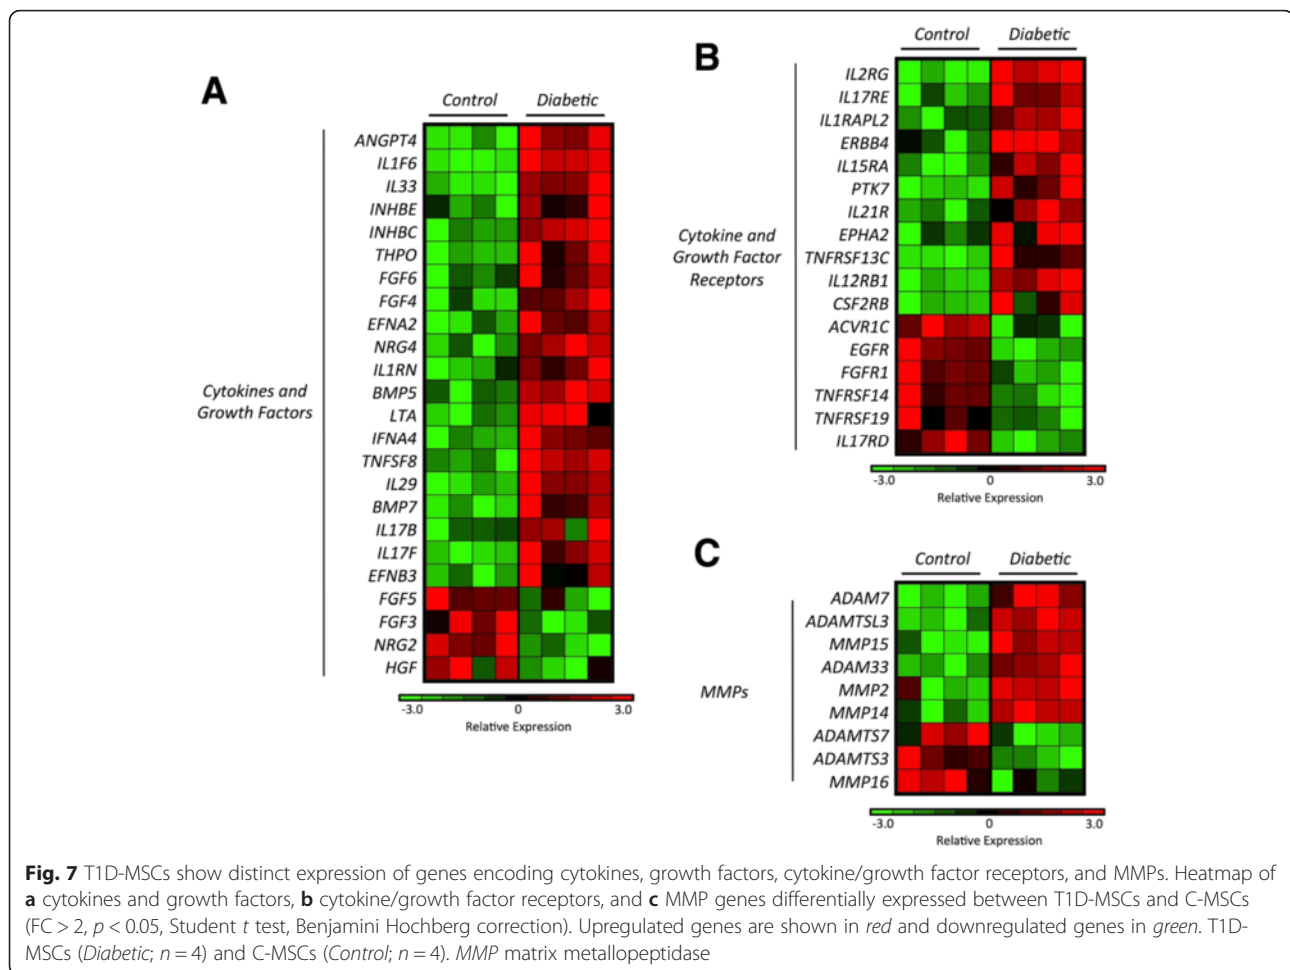 A
Control Diabetic
ANGPT4
IL1F6
IL33
INHBE
INHBC
THPO
FGF6
FGF4
EFNA2
NRG4
IL1RN
BMP5
LTA
IFNA4
TNFSF8
IL29
BMP7
IL17B
IL17F
EFNB3
FGF5
FGF3
NRG2
HGF
Cytokines and
Growth Factors
-3.0 0 3.0
Relative Expression
B
Control Diabetic
IL2RG
IL17RE
IL1RAPL2
ERBB4
IL15RA
PTK7
IL21R
EPHA2
TNFRSF13C
IL12RB1
CSF2RB
ACVR1C
EGFR
FGFR1
TNFRSF14
TNFRSF19
IL17RD
Cytokine and
Growth Factor
Receptors
-3.0 0 3.0
Relative Expression
C
Control Diabetic
ADAM7
ADAMTSL3
MMP15
ADAM33
MMP2
MMP14
ADAMTS7
ADAMTS3
MMP16
MMPs
-3.0 0 3.0
Relative Expression
Fig. 7 T1D-MSCs show distinct expression of genes encoding cytokines, growth factors, cytokine/growth factor receptors, and MMPs. Heatmap of
a cytokines and growth factors, b cytokine/growth factor receptors, and c MMP genes differentially expressed between T1D-MSCs and C-MSCs
(FC > 2, p < 0.05, Student t test, Benjamini Hochberg correction). Upregulated genes are shown in red and downregulated genes in green. T1D-
MSCs (Diabetic; n = 4) and C-MSCs (Control; n = 4). MMP matrix metallopeptidase